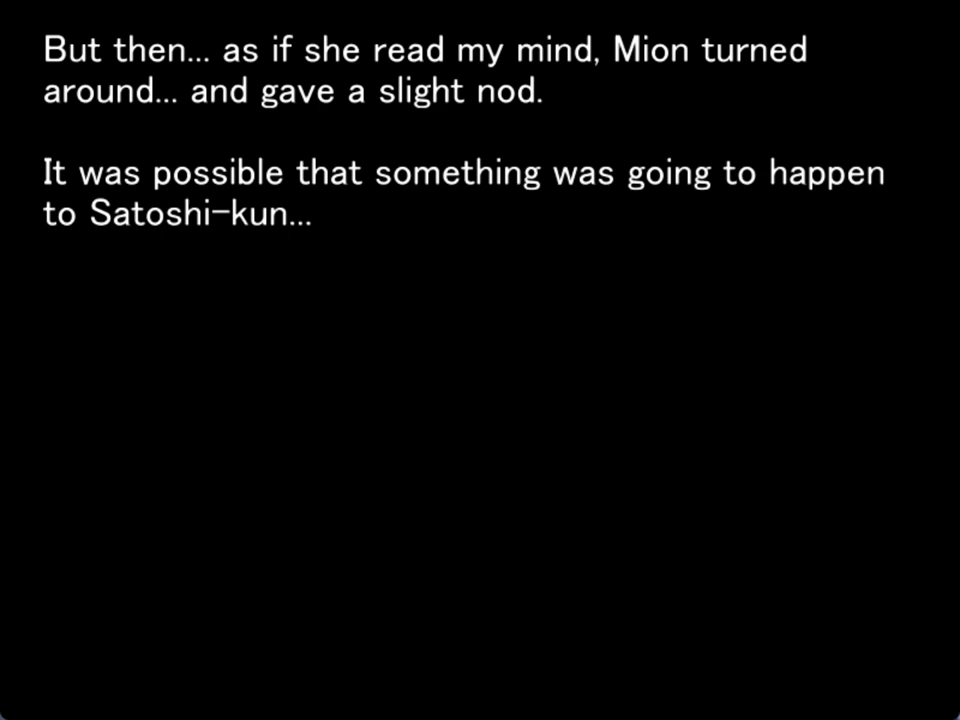 But then... as if she read my mind, Mion turned
around... and gave a slight nod.
It was possible that something was going to happen
to Satoshi-kun...